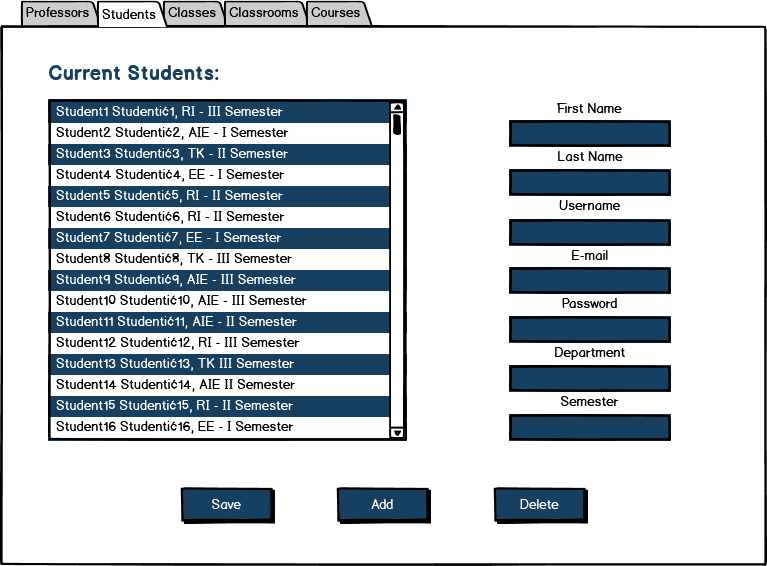 Professors
Students
Classes
Classrooms
Courses
Current Students:
Student1 Studentić1, RI - III Semester
Student2 Studentić2, AIE - I Semester
Student3 Studentić3, TK - II Semester
Student4 Studentić4, EE - I Semester
Student5 Studentić5, RI - II Semester
Student6 Studentić6, RI - II Semester
Student7 Studentić7, EE - I Semester
Student8 Studentić8, TK - III Semester
Student9 Studentić9, AIE - III Semester
Student10 Studentić10, AIE - III Semester
Student11 Studentić11, AIE - II Semester
Student12 Studentić12, RI - III Semester
Student13 Studentić13, TK III Semester
Student14 Studentić14, AIE II Semester
Student15 Studentić15, RI - II Semester
Student16 Studentić16, EE - I Semester
First Name
Last Name
Username
E-mail
Password
Department
Semester
Save
Add
Delete